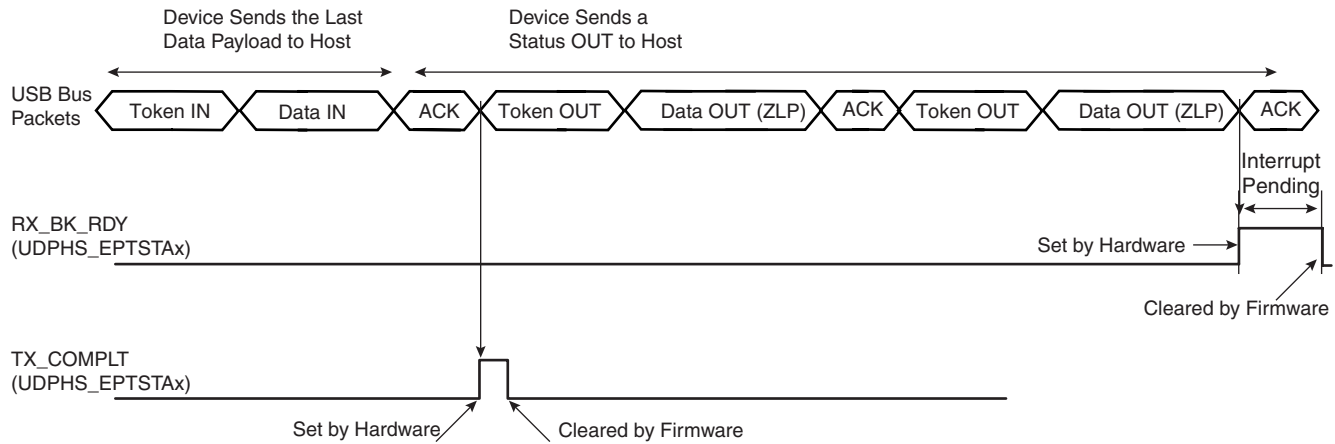 Device Sends the Last
Data Payload to Host
Device Sends a
Status OUT to Host
USB Bus
Packets
Token IN
Data IN
ACK
Token OUT
Data OUT (ZLP)
ACK
Token OUT
Data OUT (ZLP)
ACK
Interrupt
Pending
RX_BK_RDY
(UDPHS_EPTSTAx)
Set by Hardware
Cleared by Firmware
TX_COMPLT
(UDPHS_EPTSTAx)
Set by Hardware
Cleared by Firmware